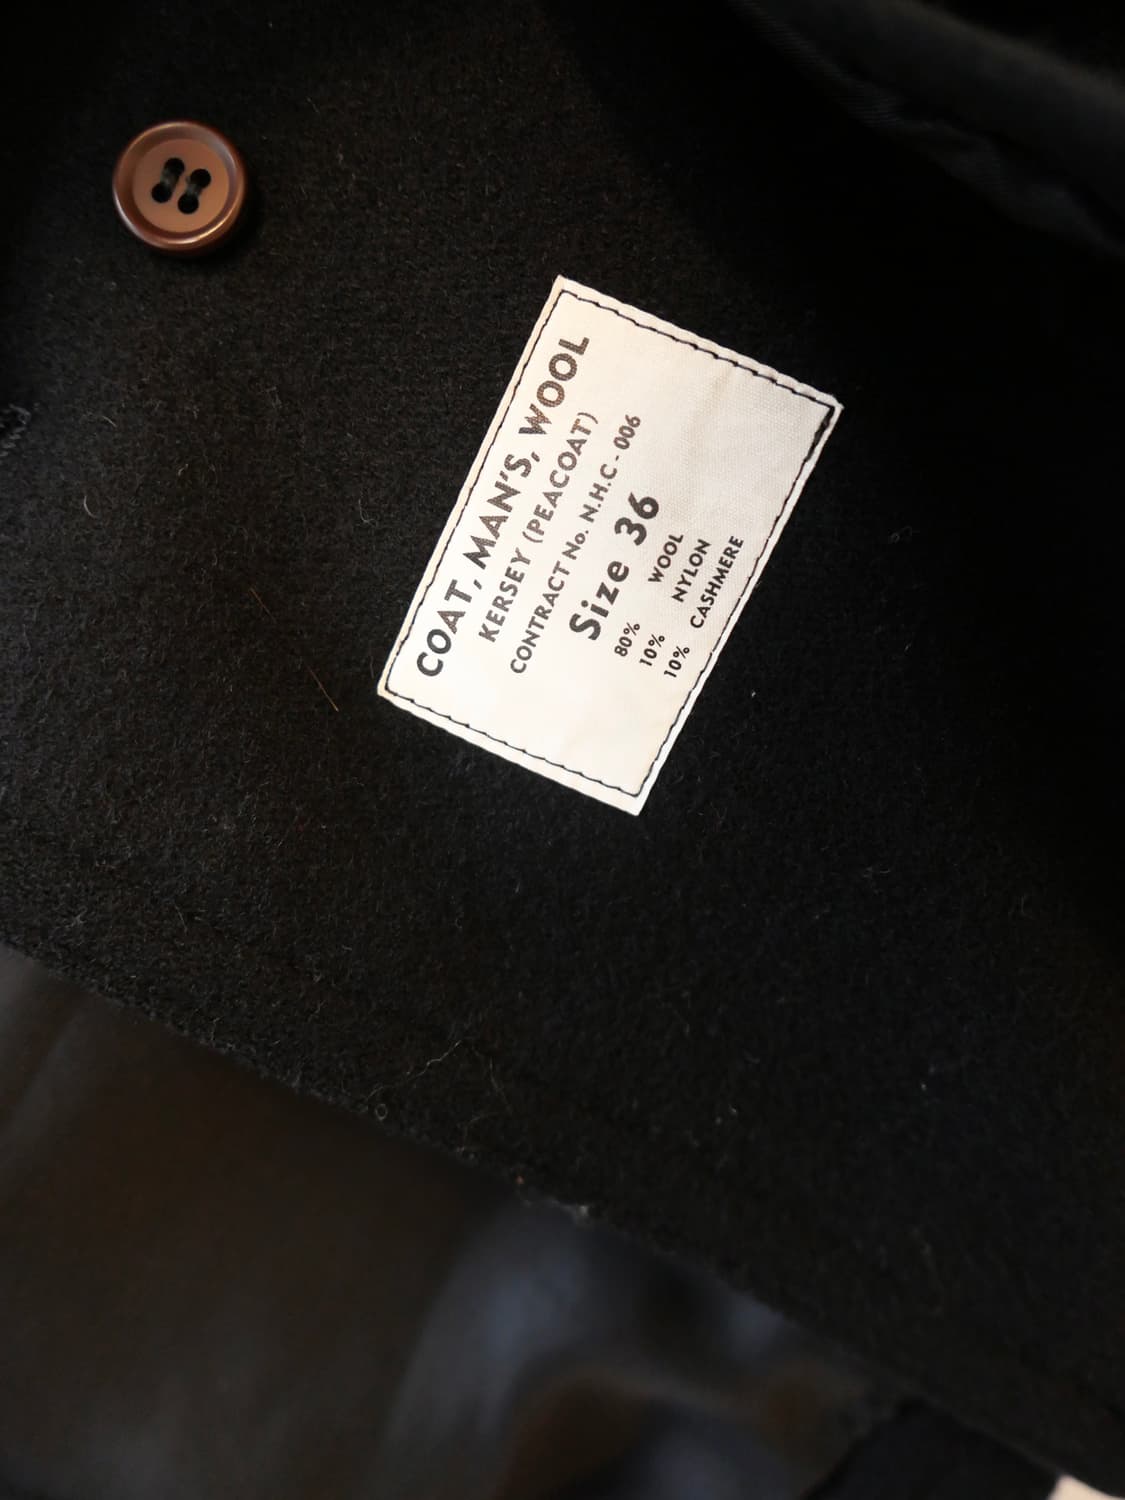 COAT, MAN'S, WOOL
KERSEY (PEACOAT)
CONTRACT No. N.H.C - 006
Size 36
80% WOOL
10% NYLON
10% CASHMERE